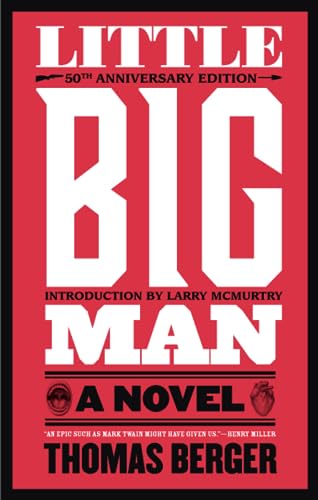 LITTLE
50TH ANNIVERSARY EDITION
BIG
INTRODUCTION BY LARRY MCMURTRY
MAN
A NOVEL
"AN EPIC SUCH AS MARK TWAIN MIGHT HAVE GIVEN US."—HENRY MILLER
THOMAS BERGER